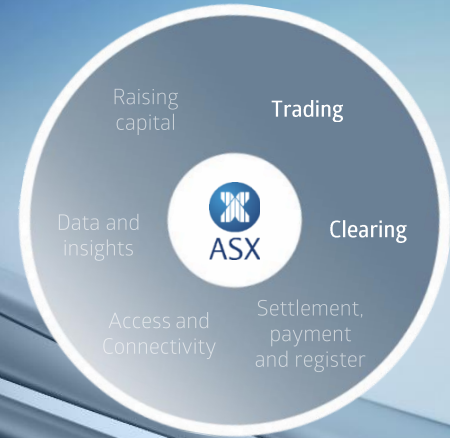 Raising
capital
Trading
Data and
insights
ASX
Clearing
Access and
Connectivity
Settlement,
payment
and register